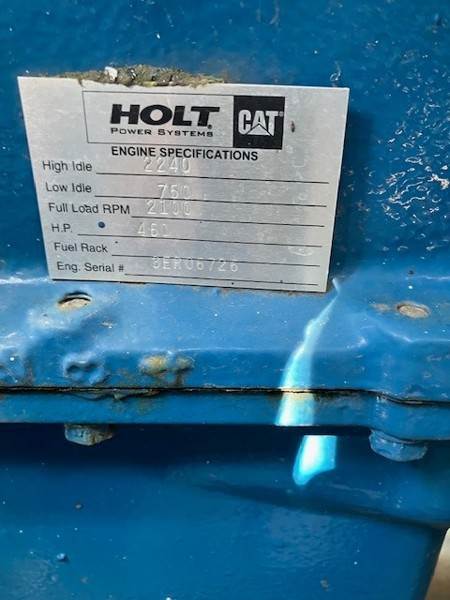 HOLT CAT
POWER SYSTEMS
ENGINE SPECIFICATIONS
High Idle 2240
Low Idle 750
Full Load RPM 2100
H.P. 460
Fuel Rack
Eng. Serial #